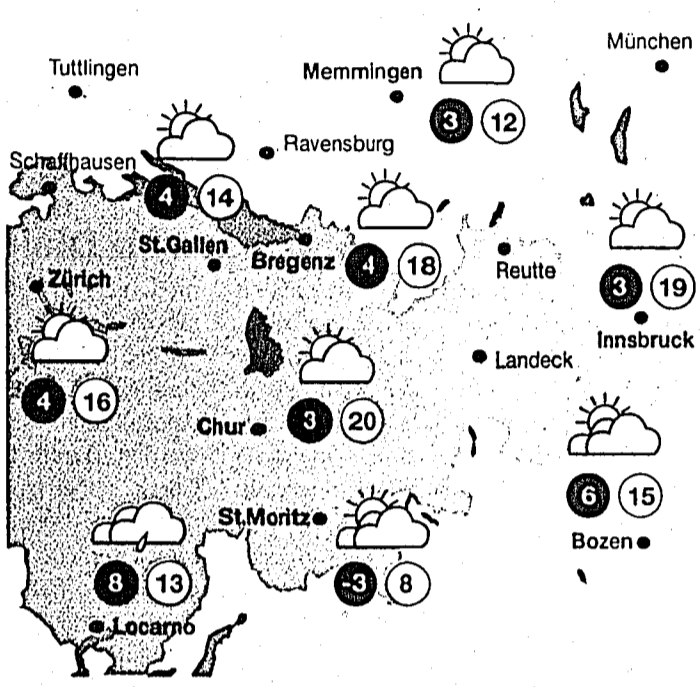 München
Tuttlingen
Memmingen
3 12
Ravensburg
Schaffhausen
4 14
St.Gallen
Bregenz
4 18
Reutte
Zürich
3 19
Innsbruck
Landeck
4 16
3 20
Chur
6 15
St.Moritz
Bozen
8 13
-3 8
Locarno